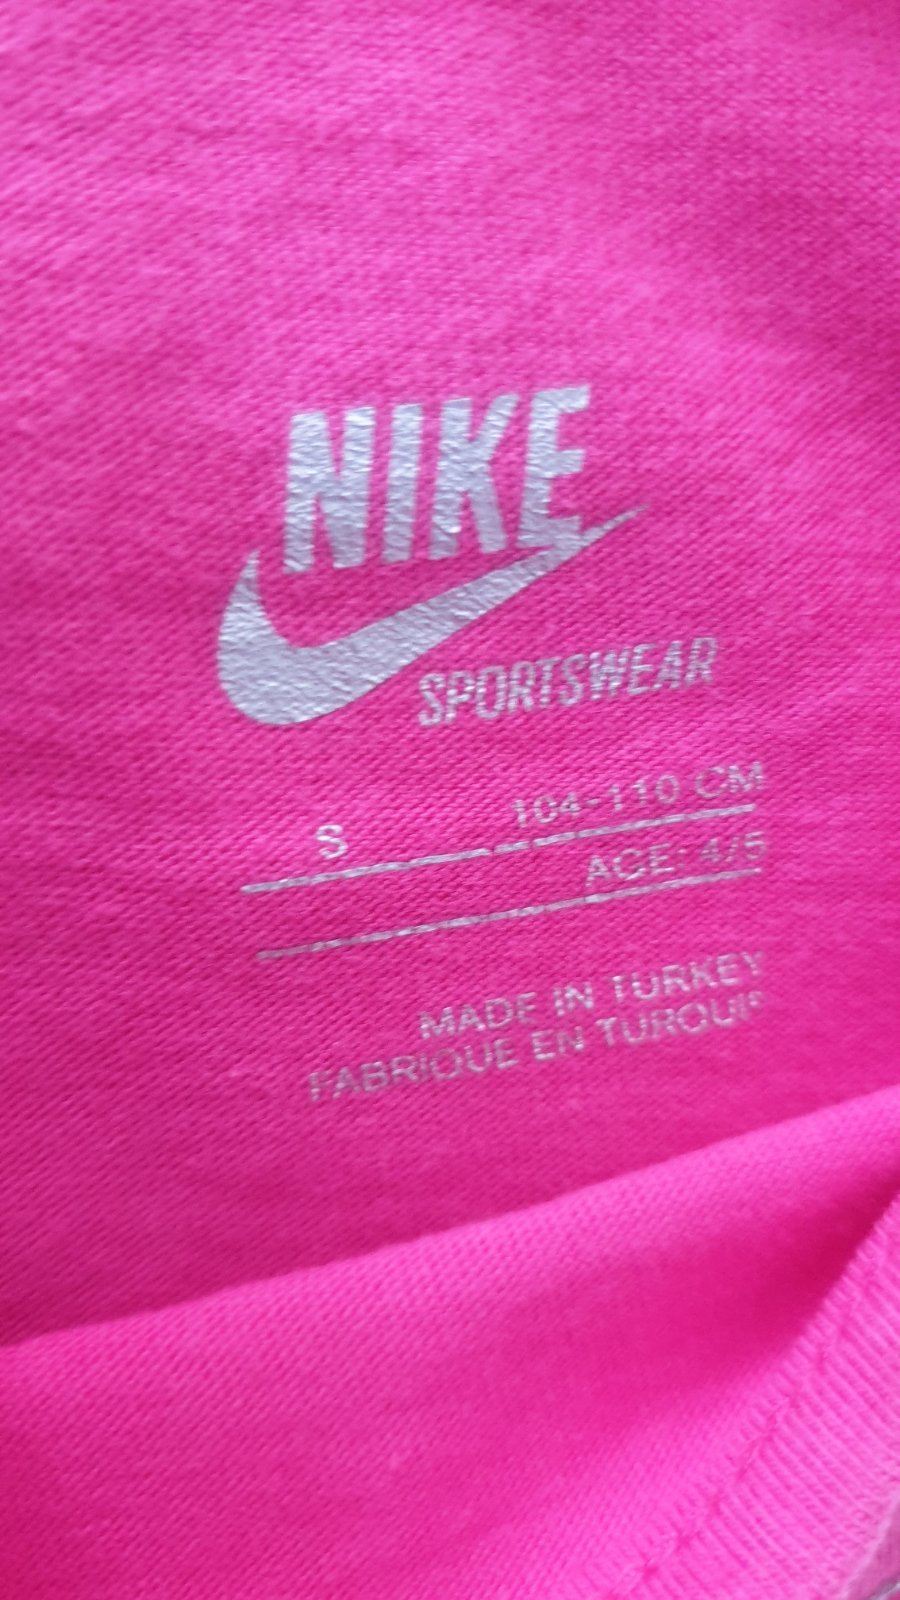 NIKE
SPORTSWEAR
S 104-110 CM
AGE: 4/5
MADE IN TURKEY
FABRIQUE EN TURQUIE